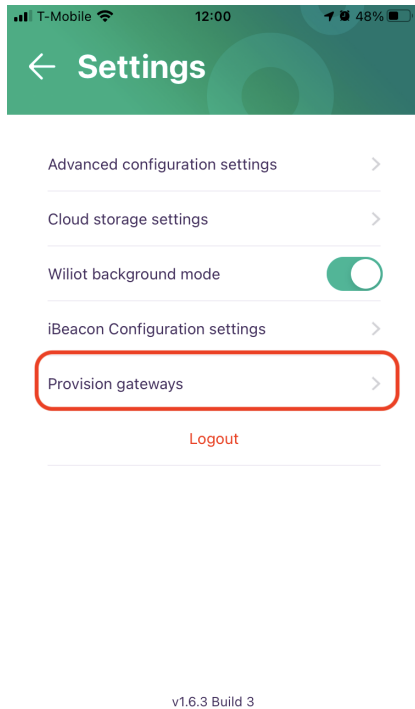 T-Mobile 12:00 48%
Settings
Advanced configuration settings
Cloud storage settings
Wiliot background mode
iBeacon Configuration settings
Provision gateways
Logout
v1.6.3 Build 3